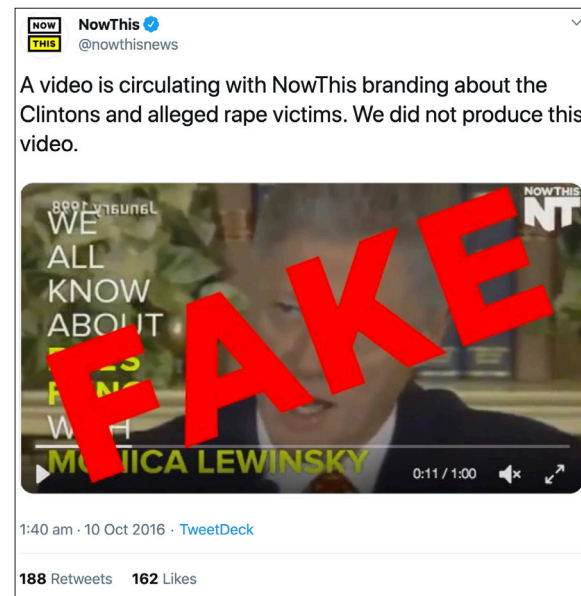 NOW
THIS
NowThis
@nowthisnews
A video is circulating with NowThis branding about the
Clintons and alleged rape victims. We did not produce this
video.
January 1998
NOWTHIS
NT
WE
ALL
KNOW
ABOUT
FAKE
LEWINSKY
0:11 / 1:00
1:40 am · 10 Oct 2016 · TweetDeck
188 Retweets 162 Likes